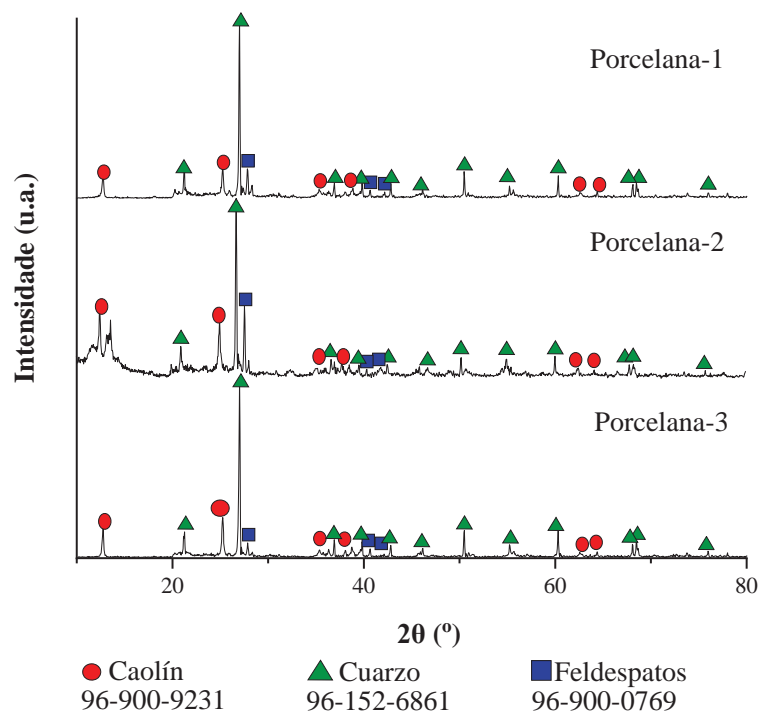 Porcelana-1
Porcelana-2
Porcelana-3
Intensidade (u.a.)
20 40 60 80
2θ (º)
Caolín Cuarzo Feldespatos
96-900-9231 96-152-6861 96-900-0769